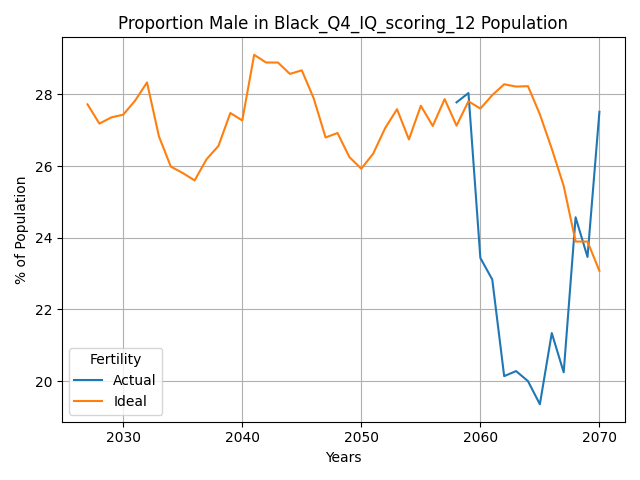 Proportion Male in Black_Q4_IQ_scoring_12 Population
% of Population
28
26
24
22
20
Fertility
Actual
Ideal
2030 2040 2050 2060 2070
Years